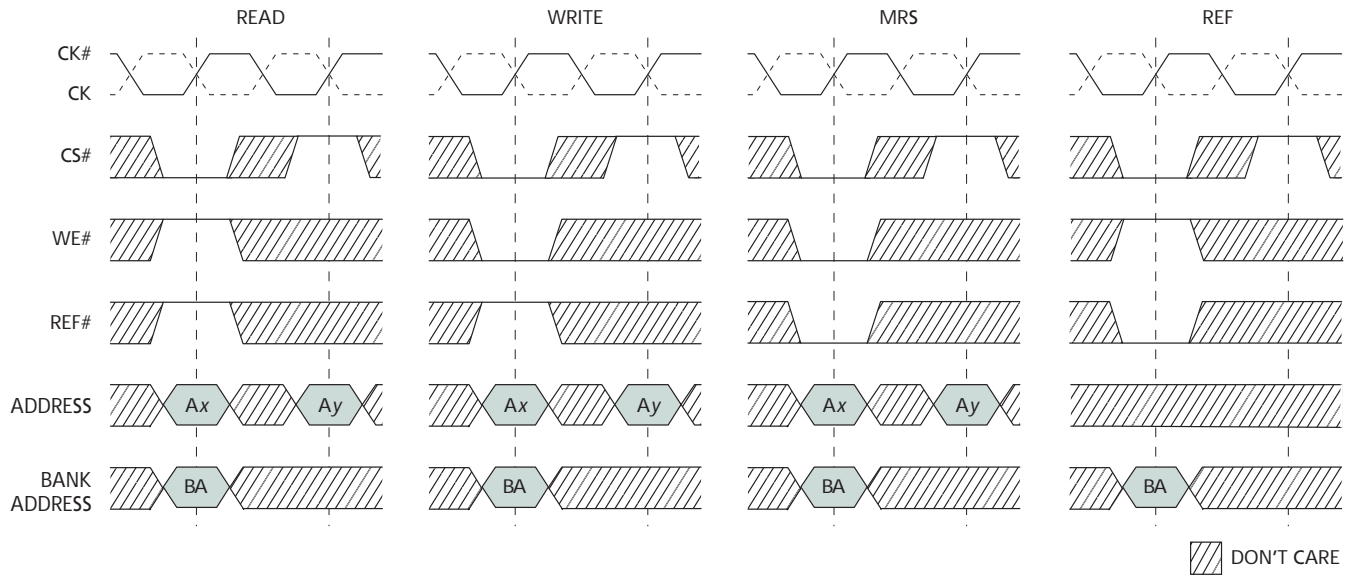 READ WRITE MRS REF
CK#
CK
CS#
WE#
REF#
ADDRESS Ax Ay Ax Ay Ax Ay
BANK
ADDRESS
BA BA BA BA
DON'T CARE